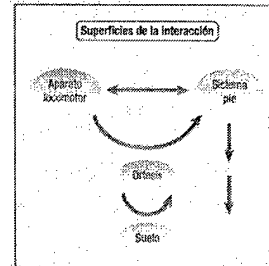 Superficies de la interacción
Aparato
locomotor
Sistema
pie
Ortesis
Suelo